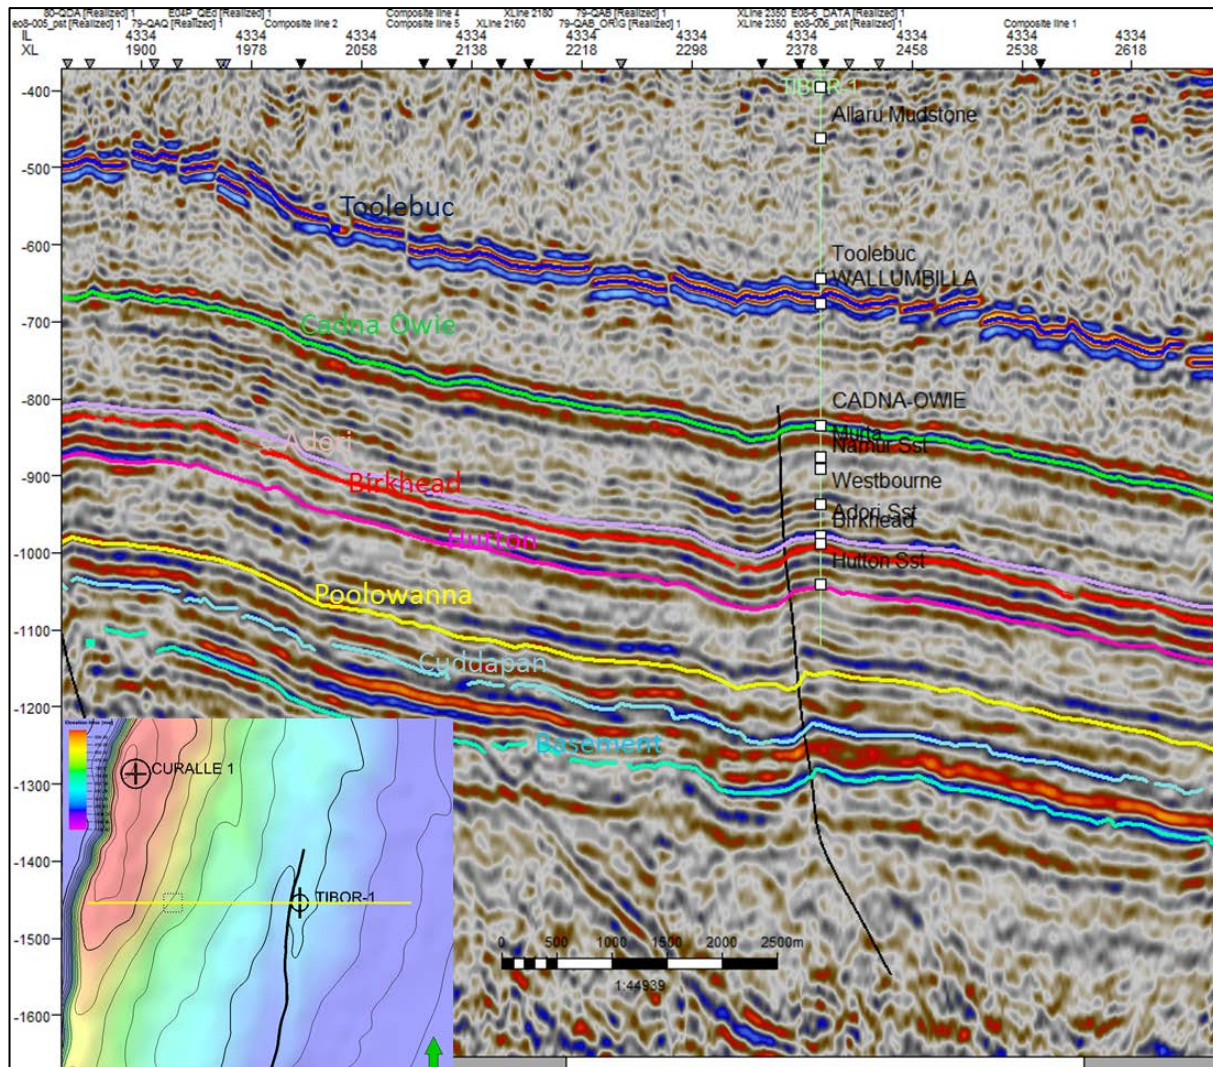 80-QDA [Realized] 1 E04P_QEd [Realized] 1 Composite line 4 XLine 2180 79-QAB [Realized] 1 XLine 2350 E08-6_DATA [Realized] 1
eo8-005_pst [Realized] 1 79-QAQ [Realized] 1 Composite line 2 Composite line 5 XLine 2160 79-QAB_ORIG [Realized] 1 XLine 2350 eo8-006_pst [Realized] 1 Composite line 1
IL 4334 4334 4334 4334 4334 4334 4334 4334 4334 4334
XL 1900 1978 2058 2138 2218 2298 2378 2458 2538 2618
TIBOR-1
-400
Allaru Mudstone
-500
Toolebuc
-600
Toolebuc
WALLUMBILLA
-700
Cadna Owie
-800
CADNA-OWIE
Murta
Namur Sst
Adori
-900
Birkhead
Westbourne
Adori Sst
Birkhead
Hutton
-1000
Hutton Sst
Poolowanna
-1100
Cuddapan
-1200
Basement
-1300
CURALLE 1
-1400
TIBOR-1
-1500
0 500 1000 1500 2000 2500m
1:44939
-1600